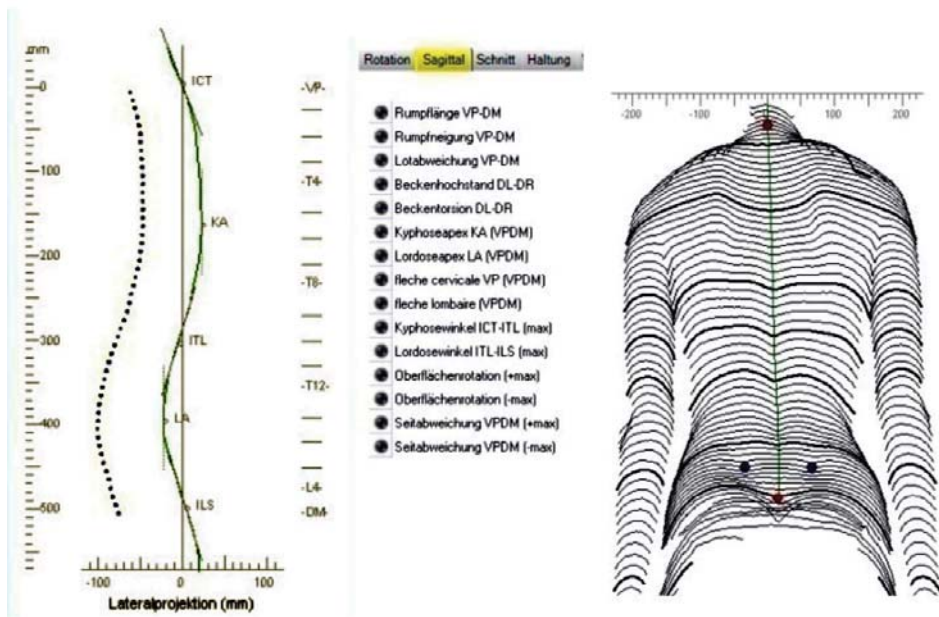 mm
0
-100
-200
-300
-400
-500
-100 0 100
Lateralprojektion (mm)
ICT
KA
ITL
LA
ILS
-VP-
-T4-
-T8-
-T12-
-L4-
-DM-
Rotation Sagittal Schnitt Haltung
Rumpflänge VP-DM
Rumpfneigung VP-DM
Lotabweichung VP-DM
Beckenhochstand DL-DR
Beckentorsion DL-DR
Kyphoseapex KA (VPDM)
Lordoseapex LA (VPDM)
fleche cervicale VP (VPDM)
fleche lombaire (VPDM)
Kyphosewinkel ICT-ITL (max)
Lordosewinkel ITL-ILS (max)
Oberflächenrotation (+max)
Oberflächenrotation (-max)
Seitabweichung VPDM (+max)
Seitabweichung VPDM (-max)
-200 -100 0 100 200